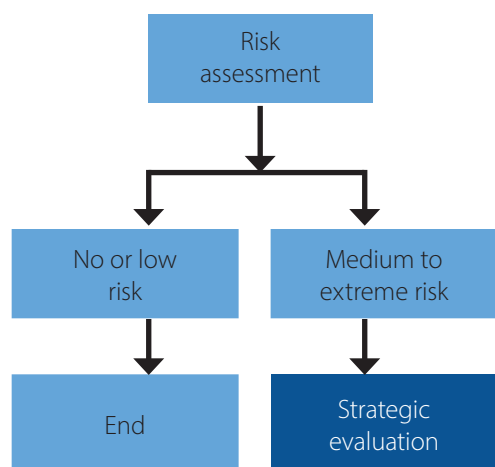 Risk
assessment
No or low
risk
Medium to
extreme risk
End
Strategic
evaluation